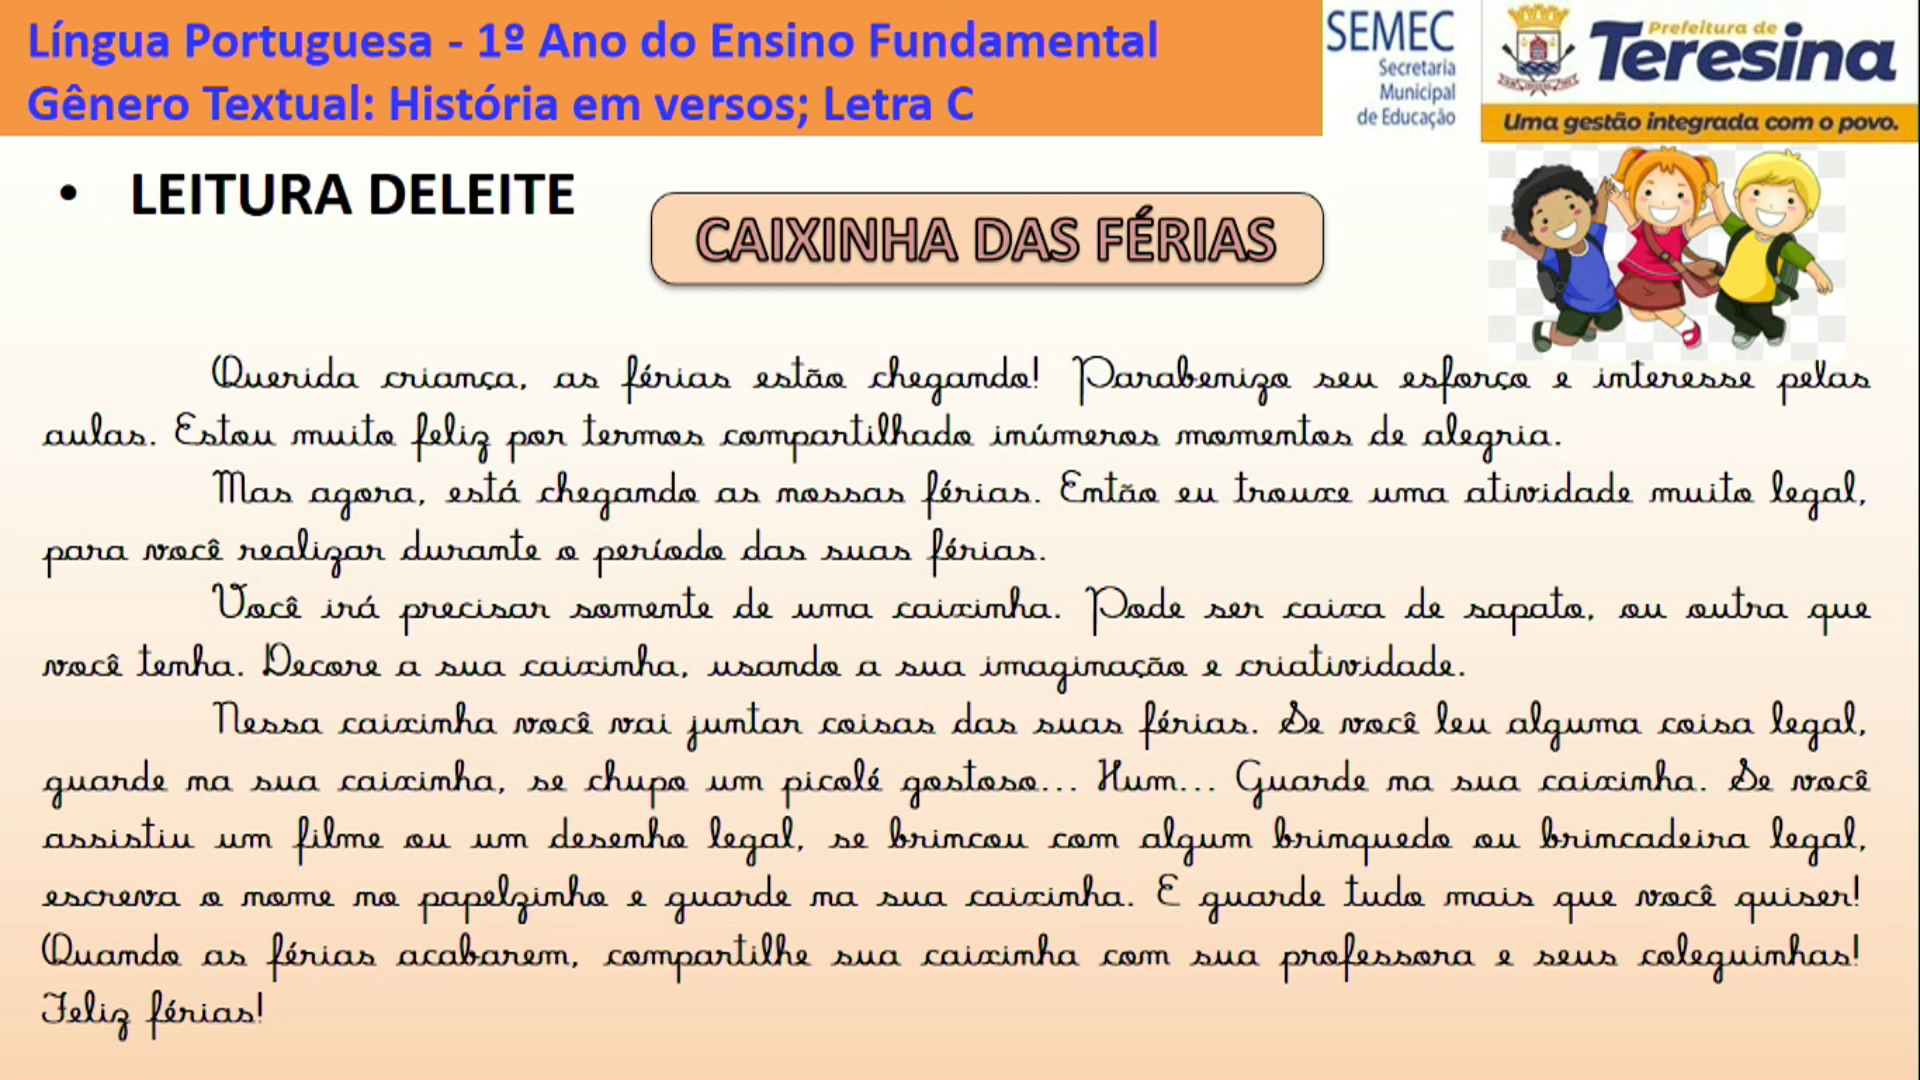 Língua Portuguesa - 1º Ano do Ensino Fundamental
Gênero Textual: História em versos; Letra C
SEMEC
Secretaria
Municipal
de Educação
Prefeitura de
Teresina
Uma gestão integrada com o povo.
• LEITURA DELEITE
CAIXINHA DAS FÉRIAS
Querida criança, as férias estão chegando! Parabenizo seu esforço e interesse pelas
aulas. Estou muito feliz por termos compartilhado inúmeros momentos de alegria.
Mas agora, está chegando as nossas férias. Então eu trouxe uma atividade muito legal,
para você realizar durante o período das suas férias.
Você irá precisar somente de uma caixinha. Pode ser caixa de sapato, ou outra que
você tenha. Decore a sua caixinha, usando a sua imaginação e criatividade.
Nessa caixinha você vai juntar coisas das suas férias. Se você leu alguma coisa legal,
guarde na sua caixinha, se chupo um picolé gostoso... Hum... Guarde na sua caixinha. Se você
assistiu um filme ou um desenho legal, se brincou com algum brinquedo ou brincadeira legal,
escreva o nome no papelzinho e guarde na sua caixinha. E guarde tudo mais que você quiser!
Quando as férias acabarem, compartilhe sua caixinha com sua professora e seus coleguinhas!
Feliz férias!